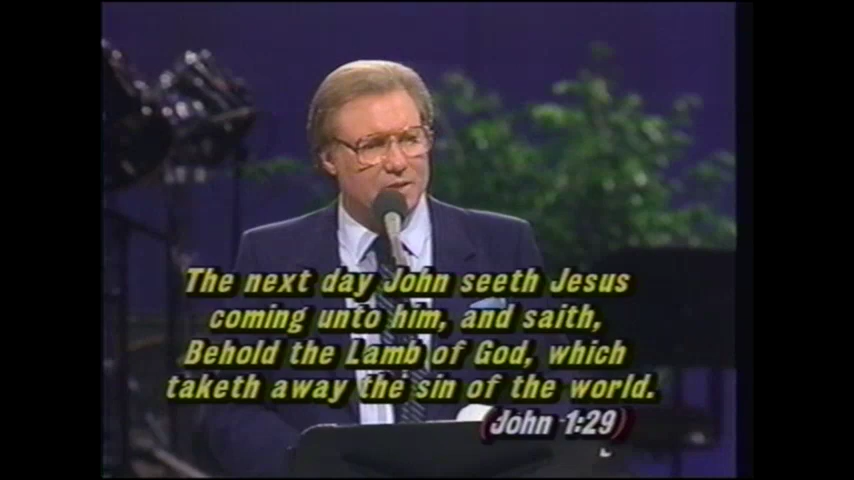 The next day John seeth Jesus
coming unto him, and saith,
Behold the Lamb of God, which
taketh away the sin of the world.
(John 1:29)